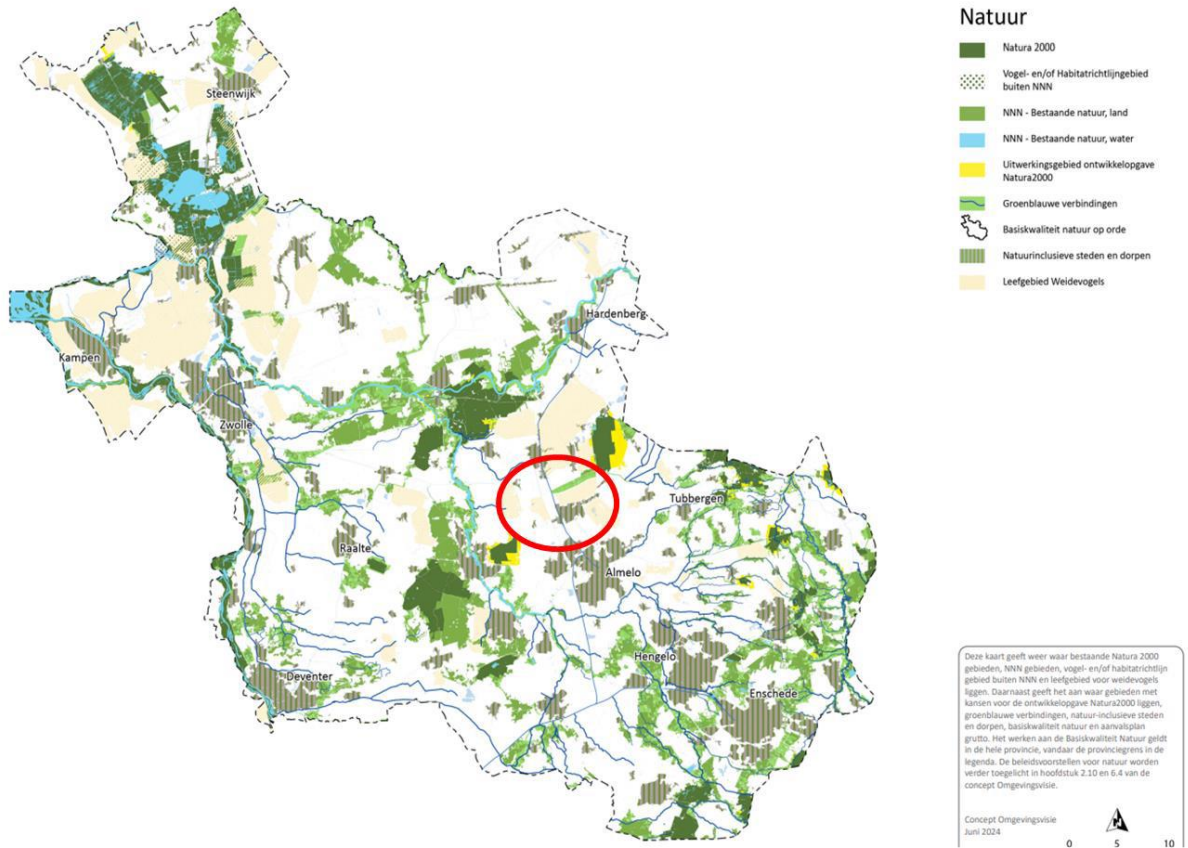 Natuur
Natura 2000
Vogel- en/of Habitatrichtlijngebied
buiten NNN
NNN - Bestaande natuur, land
NNN - Bestaande natuur, water
Uitwerkingsgebied ontwikkelopgave
Natura2000
Groenblauwe verbindingen
Basiskwaliteit natuur op orde
Natuurinclusieve steden en dorpen
Leefgebied Weidevogels
Steenwijk
Hardenberg
Kampen
Zwolle
Tubbergen
Raalte
Almelo
Hengelo
Deventer
Enschede
Deze kaart geeft weer waar bestaande Natura 2000
gebieden, NNN gebieden, vogel- en/of habitatrichtlijn
gebied buiten NNN en leefgebied voor weidevogels
liggen. Daarnaast geeft het aan waar gebieden met
kansen voor de ontwikkelopgave Natura2000 liggen,
groenblauwe verbindingen, natuur-inclusieve steden
en dorpen, basiskwaliteit natuur en aanvalsplan
grutto. Het werken aan de Basiskwaliteit Natuur geldt
in de hele provincie, vandaar de provinciegrens in de
legenda. De beleidsvoorstellen voor natuur worden
verder toegelicht in hoofdstuk 2.10 en 6.4 van de
concept Omgevingsvisie.
Concept Omgevingsvisie
Juni 2024
N
0 5 10